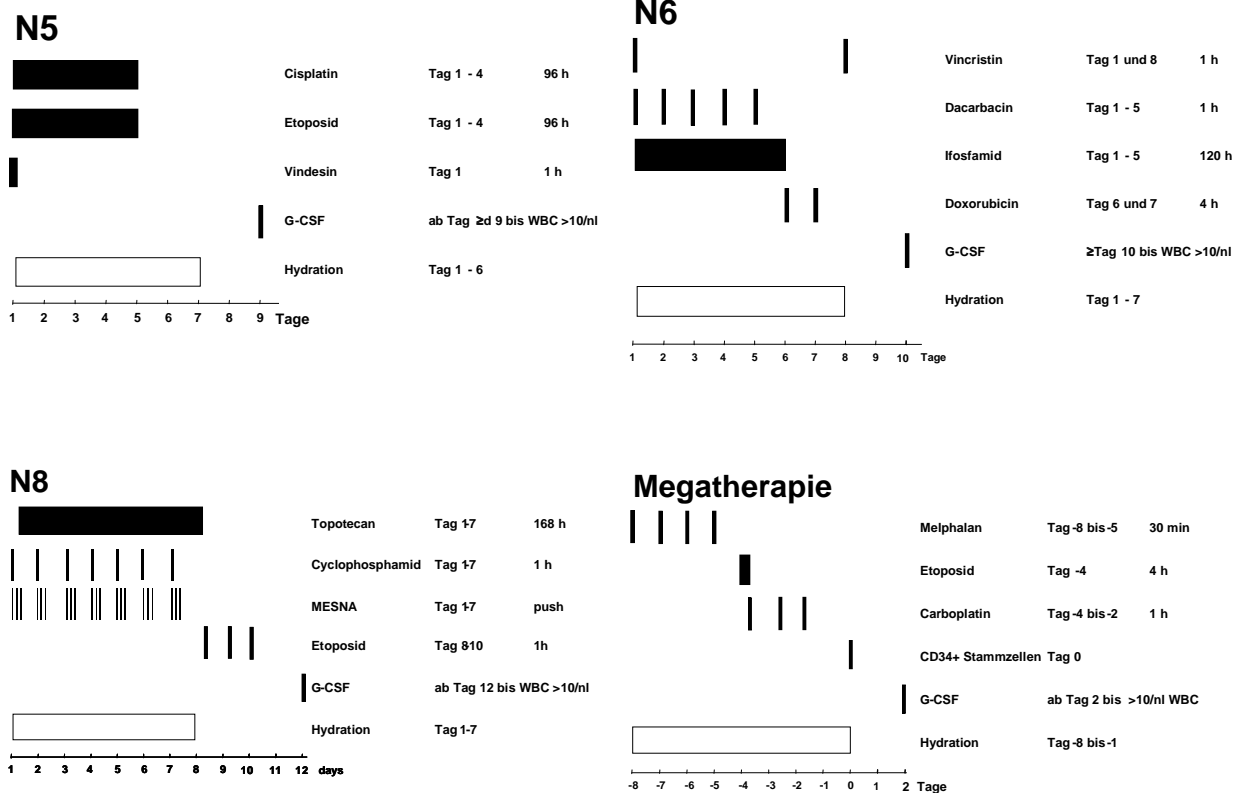 N5
Cisplatin Tag 1 - 4 96 h
Etoposid Tag 1 - 4 96 h
Vindesin Tag 1 1 h
G-CSF ab Tag ≥d 9 bis WBC >10/nl
Hydration Tag 1 - 6
1 2 3 4 5 6 7 8 9 Tage
N6
Vincristin Tag 1 und 8 1 h
Dacarbacin Tag 1 - 5 1 h
Ifosfamid Tag 1 - 5 120 h
Doxorubicin Tag 6 und 7 4 h
G-CSF ≥Tag 10 bis WBC >10/nl
Hydration Tag 1 - 7
1 2 3 4 5 6 7 8 9 10 Tage
N8
Topotecan Tag 1-7 168 h
Cyclophosphamid Tag 1-7 1 h
MESNA Tag 1-7 push
Etoposid Tag 8-10 1h
G-CSF ab Tag 12 bis WBC >10/nl
Hydration Tag 1-7
1 2 3 4 5 6 7 8 9 10 11 12 days
Megatherapie
Melphalan Tag -8 bis -5 30 min
Etoposid Tag -4 4 h
Carboplatin Tag -4 bis -2 1 h
CD34+ Stammzellen Tag 0
G-CSF ab Tag 2 bis >10/nl WBC
Hydration Tag -8 bis -1
-8 -7 -6 -5 -4 -3 -2 -1 0 1 2 Tage